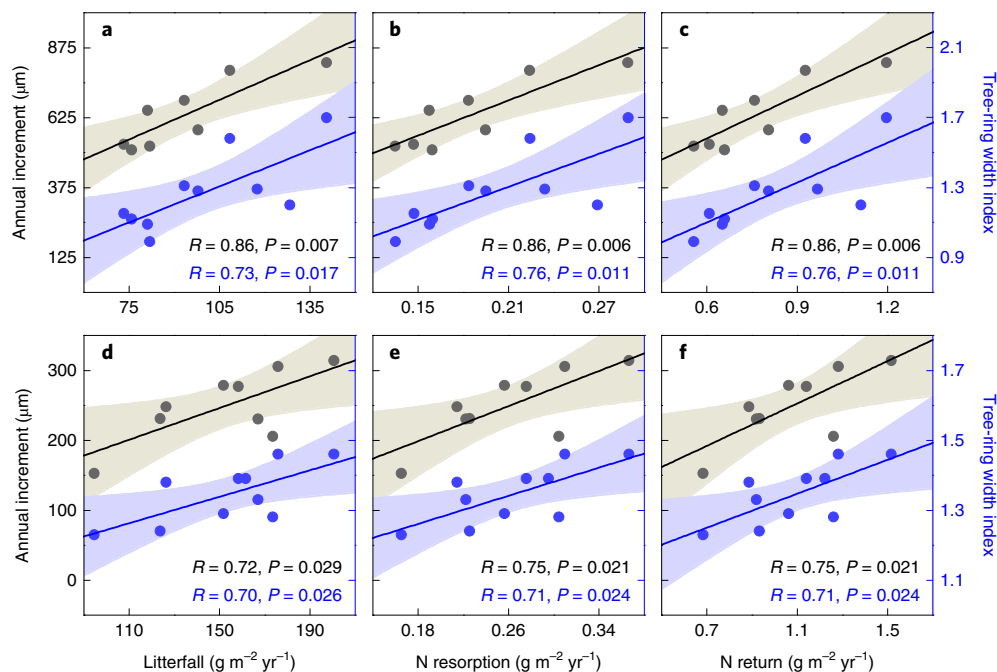 a
b
c
875
625
375
125
Annual increment (μm)
2.1
1.7
1.3
0.9
Tree-ring width index
R = 0.86, P = 0.007
R = 0.73, P = 0.017
R = 0.86, P = 0.006
R = 0.76, P = 0.011
R = 0.86, P = 0.006
R = 0.76, P = 0.011
75
105
135
0.15
0.21
0.27
0.6
0.9
1.2
d
e
f
300
200
100
0
Annual increment (μm)
1.7
1.5
1.3
1.1
Tree-ring width index
R = 0.72, P = 0.029
R = 0.70, P = 0.026
R = 0.75, P = 0.021
R = 0.71, P = 0.024
R = 0.75, P = 0.021
R = 0.71, P = 0.024
110
150
190
0.18
0.26
0.34
0.7
1.1
1.5
Litterfall (g m⁻² yr⁻¹)
N resorption (g m⁻² yr⁻¹)
N return (g m⁻² yr⁻¹)